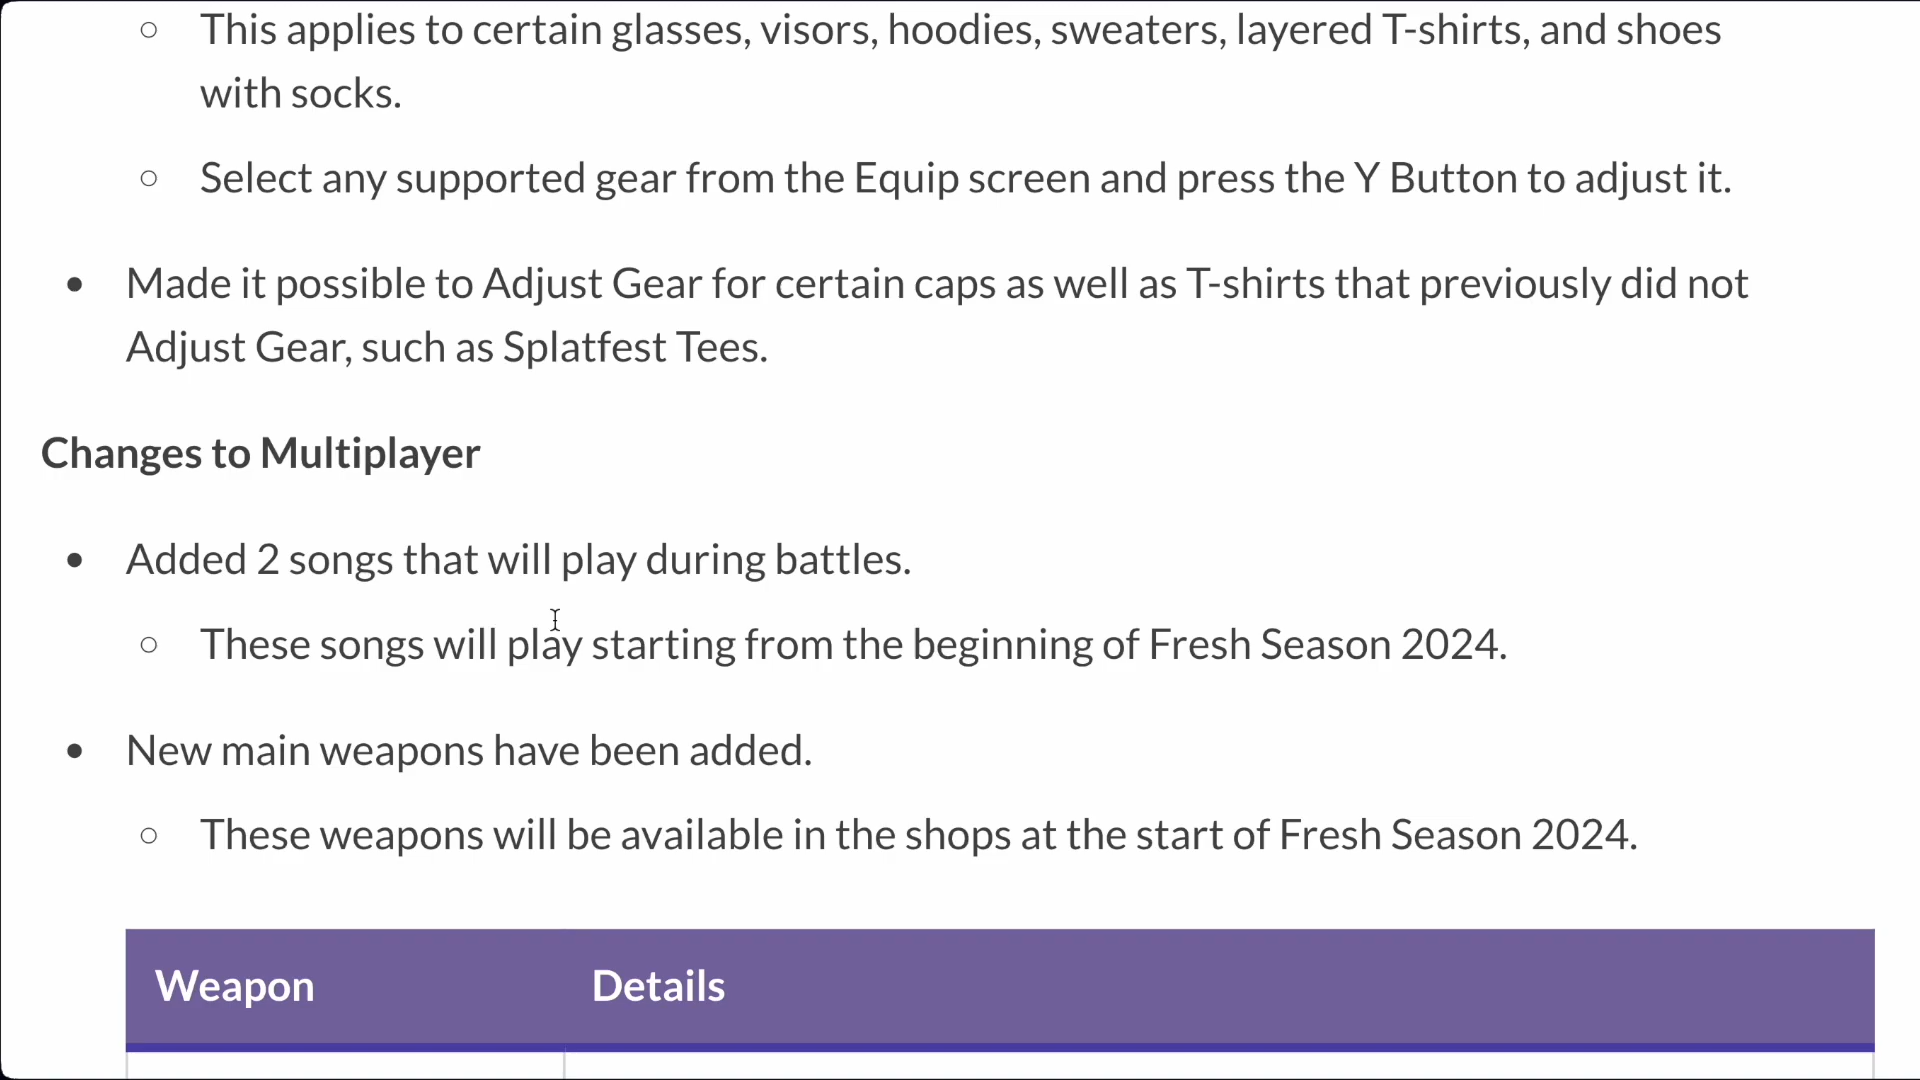 This applies to certain glasses, visors, hoodies, sweaters, layered T-shirts, and shoes
with socks.
Select any supported gear from the Equip screen and press the Y Button to adjust it.
Made it possible to Adjust Gear for certain caps as well as T-shirts that previously did not
Adjust Gear, such as Splatfest Tees.
Changes to Multiplayer
Added 2 songs that will play during battles.
These songs will play starting from the beginning of Fresh Season 2024.
New main weapons have been added.
These weapons will be available in the shops at the start of Fresh Season 2024.
Weapon Details